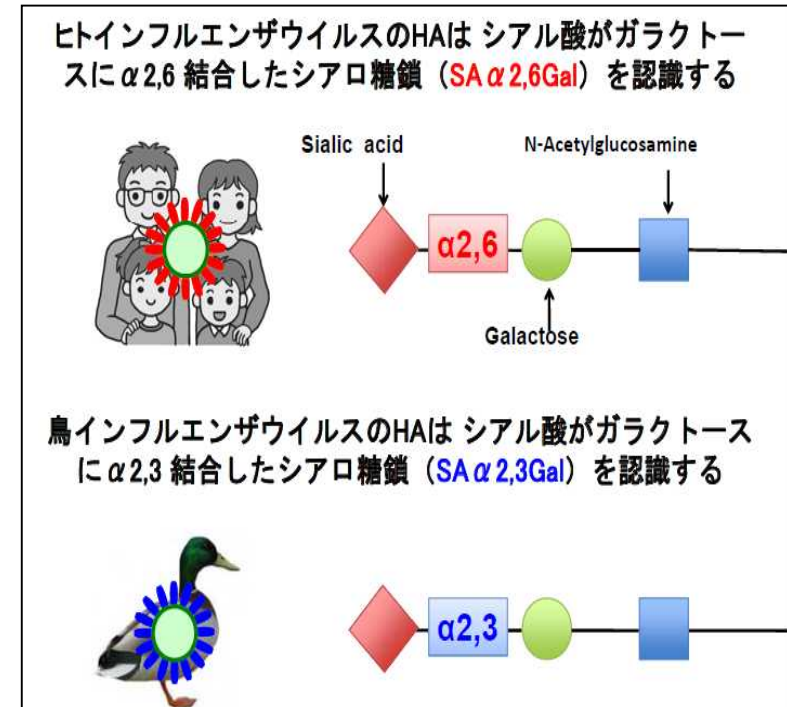 ヒトインフルエンザウイルスのHAは シアル酸がガラクトー
スにα2,6 結合したシアロ糖鎖（SAα2,6Gal）を認識する
Sialic acid
N-Acetylglucosamine
α2,6
Galactose
鳥インフルエンザウイルスのHAは シアル酸がガラクトース
にα2,3 結合したシアロ糖鎖（SAα2,3Gal）を認識する
α2,3